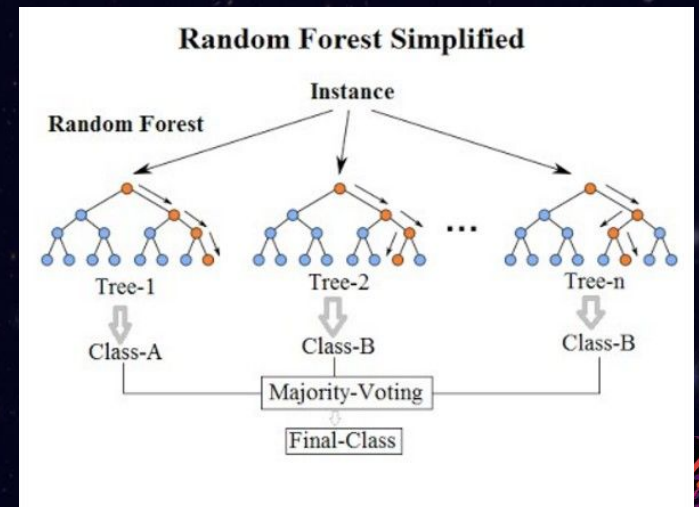 Random Forest Simplified
Instance
Random Forest
...
Tree-1
Tree-2
Tree-n
Class-A
Class-B
Class-B
Majority-Voting
Final-Class